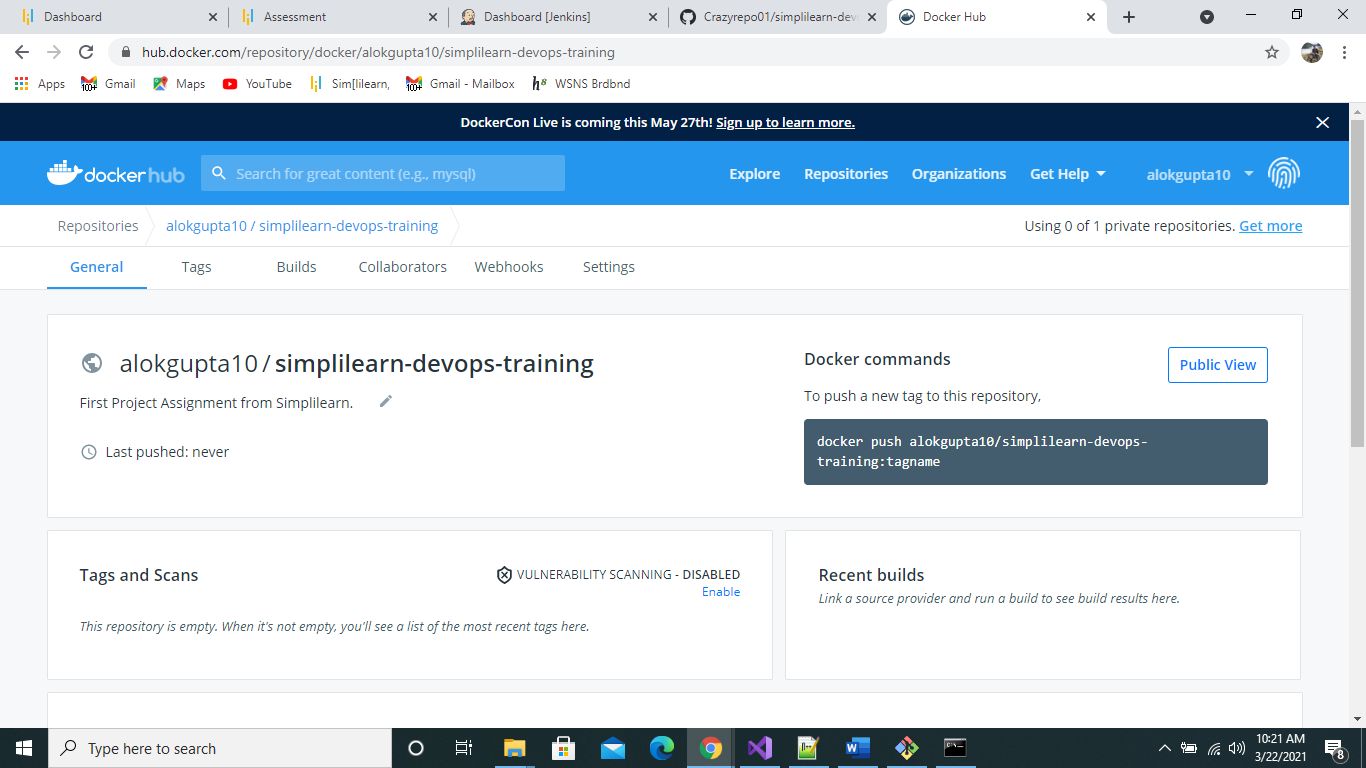 Dashboard
Assessment
Dashboard [Jenkins]
Crazyrepo01/simplilearn-dev
Docker Hub
hub.docker.com/repository/docker/alokgupta10/simplilearn-devops-training
Apps
100+
Gmail
Maps
YouTube
Sim[lilearn,
100+
Gmail - Mailbox
h8
WSNS Brdbnd
DockerCon Live is coming this May 27th! Sign up to learn more.
docker hub
Search for great content (e.g., mysql)
Explore
Repositories
Organizations
Get Help
alokgupta10
Repositories
alokgupta10 / simplilearn-devops-training
Using 0 of 1 private repositories. Get more
General
Tags
Builds
Collaborators
Webhooks
Settings
alokgupta10 / simplilearn-devops-training
First Project Assignment from Simplilearn.
Last pushed: never
Docker commands
Public View
To push a new tag to this repository,
docker push alokgupta10/simplilearn-devops-
training:tagname
Tags and Scans
VULNERABILITY SCANNING - DISABLED
Enable
This repository is empty. When it's not empty, you'll see a list of the most recent tags here.
Recent builds
Link a source provider and run a build to see build results here.
Type here to search
10:21 AM
3/22/2021
8